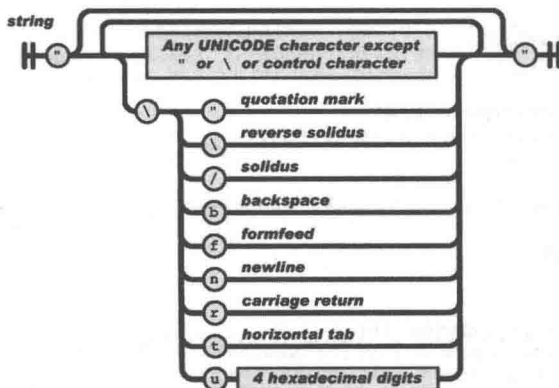 string
" Any UNICODE character except "
" or \ or control character
\ " quotation mark
\ reverse solidus
/ solidus
b backspace
f formfeed
n newline
r carriage return
t horizontal tab
u 4 hexadecimal digits